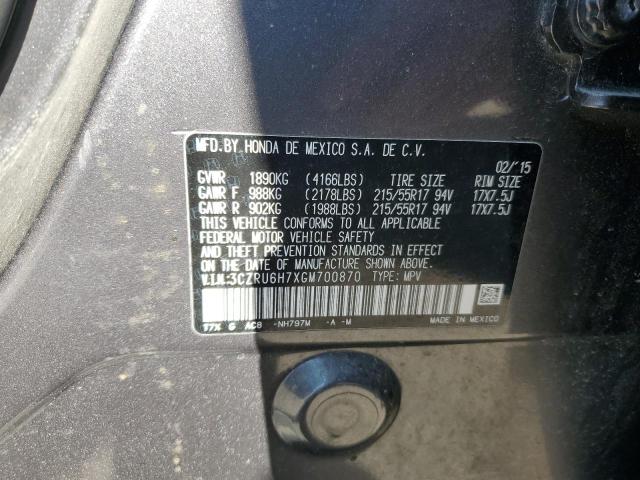 MFD.BY HONDA DE MEXICO S.A. DE C.V.
02/'15
GVWR 1890KG (4166LBS) TIRE SIZE RIM SIZE
GAWR F 988KG (2178LBS) 215/55R17 94V 17X7.5J
GAWR R 902KG (1988LBS) 215/55R17 94V 17X7.5J
THIS VEHICLE CONFORMS TO ALL APPLICABLE
FEDERAL MOTOR VEHICLE SAFETY
AND THEFT PREVENTION STANDARDS IN EFFECT
ON THE DATE OF MANUFACTURE SHOWN ABOVE.
V.I.N.:3CZRU6H7XGM700870 TYPE: MPV
17X G AC8 -NH797M -A -M MADE IN MEXICO